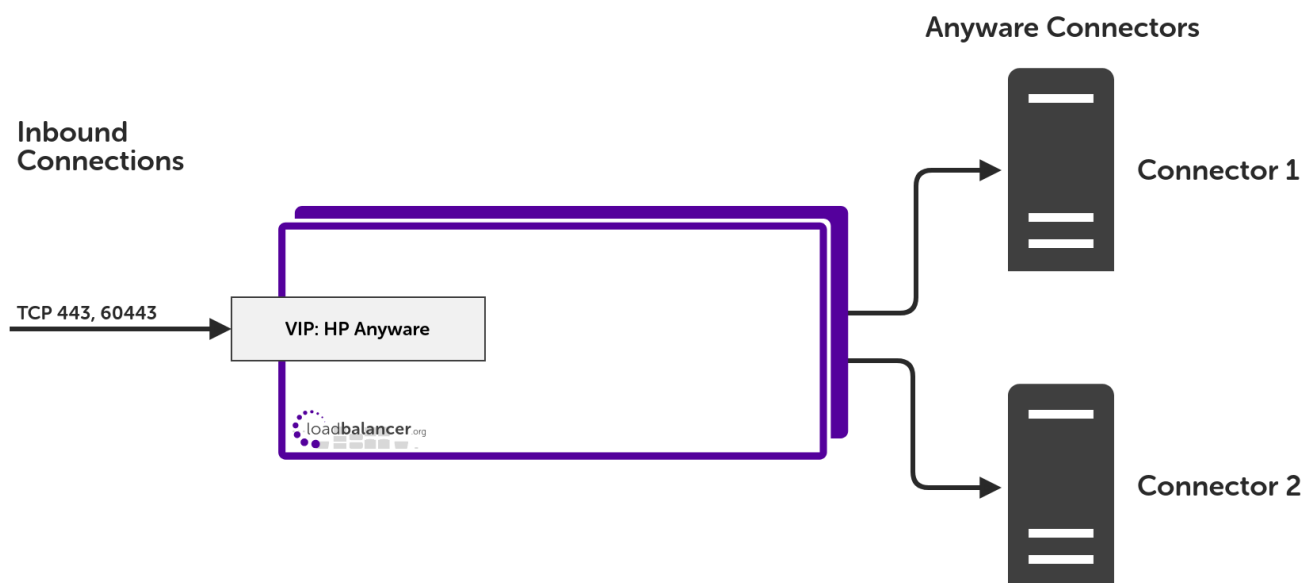 Anyware Connectors
Inbound
Connections
Connector 1
TCP 443, 60443
VIP: HP Anyware
loadbalancer.org
Connector 2